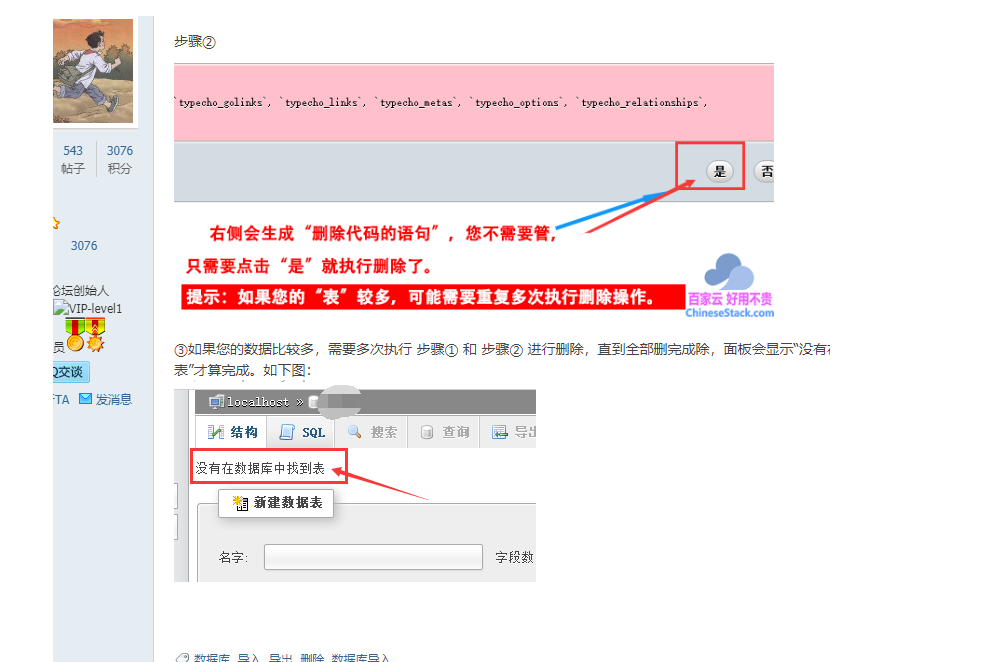 步骤②
`typecho_golinks`, `typecho_links`, `typecho_metas`, `typecho_options`, `typecho_relationships`,
是
否
右侧会生成“删除代码的语句”，您不需要管，
只需要点击“是”就执行删除了。
提示：如果您的“表”较多，可能需要重复多次执行删除操作。
百家云 好用不贵
ChineseStack.com
543 3076
帖子 积分
3076
论坛创始人
VIP-level1
员
Q交谈
TA 发消息
③如果您的数据比较多，需要多次执行 步骤① 和 步骤② 进行删除，直到全部删完成除，面板会显示“没有在
表”才算完成。如下图：
localhost »
结构 SQL 搜索 查询 导出
没有在数据库中找到表
新建数据表
名字: 字段数
数据库 导入 导出 删除 数据库导入